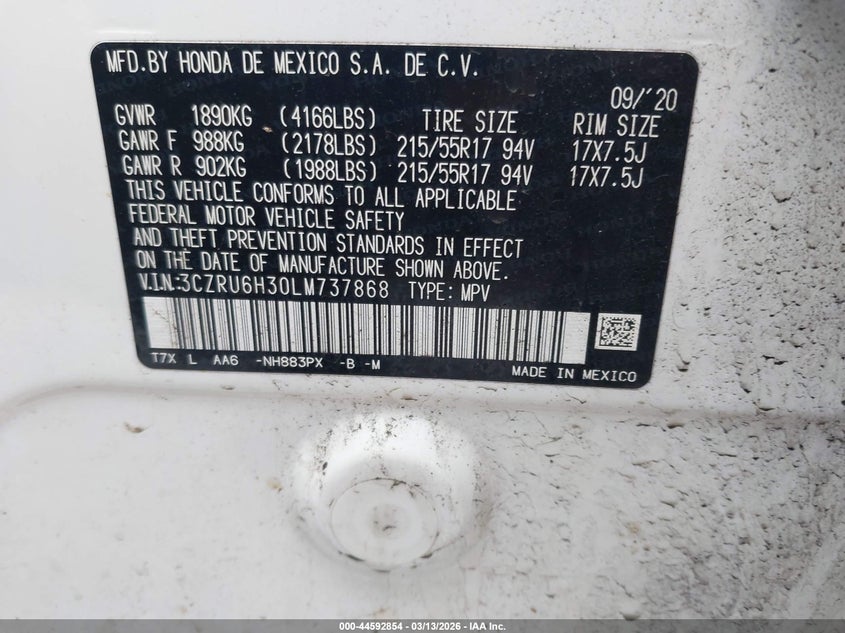 MFD.BY HONDA DE MEXICO S.A. DE C.V.
09/'20
GVWR 1890KG (4166LBS) TIRE SIZE RIM SIZE
GAWR F 988KG (2178LBS) 215/55R17 94V 17X7.5J
GAWR R 902KG (1988LBS) 215/55R17 94V 17X7.5J
THIS VEHICLE CONFORMS TO ALL APPLICABLE
FEDERAL MOTOR VEHICLE SAFETY
AND THEFT PREVENTION STANDARDS IN EFFECT
ON THE DATE OF MANUFACTURE SHOWN ABOVE.
V.I.N.:3CZRU6H30LM737868 TYPE: MPV
T7X L AA6 -NH883PX -B -M
MADE IN MEXICO
000-44592854 - 03/13/2026 - IAA Inc.